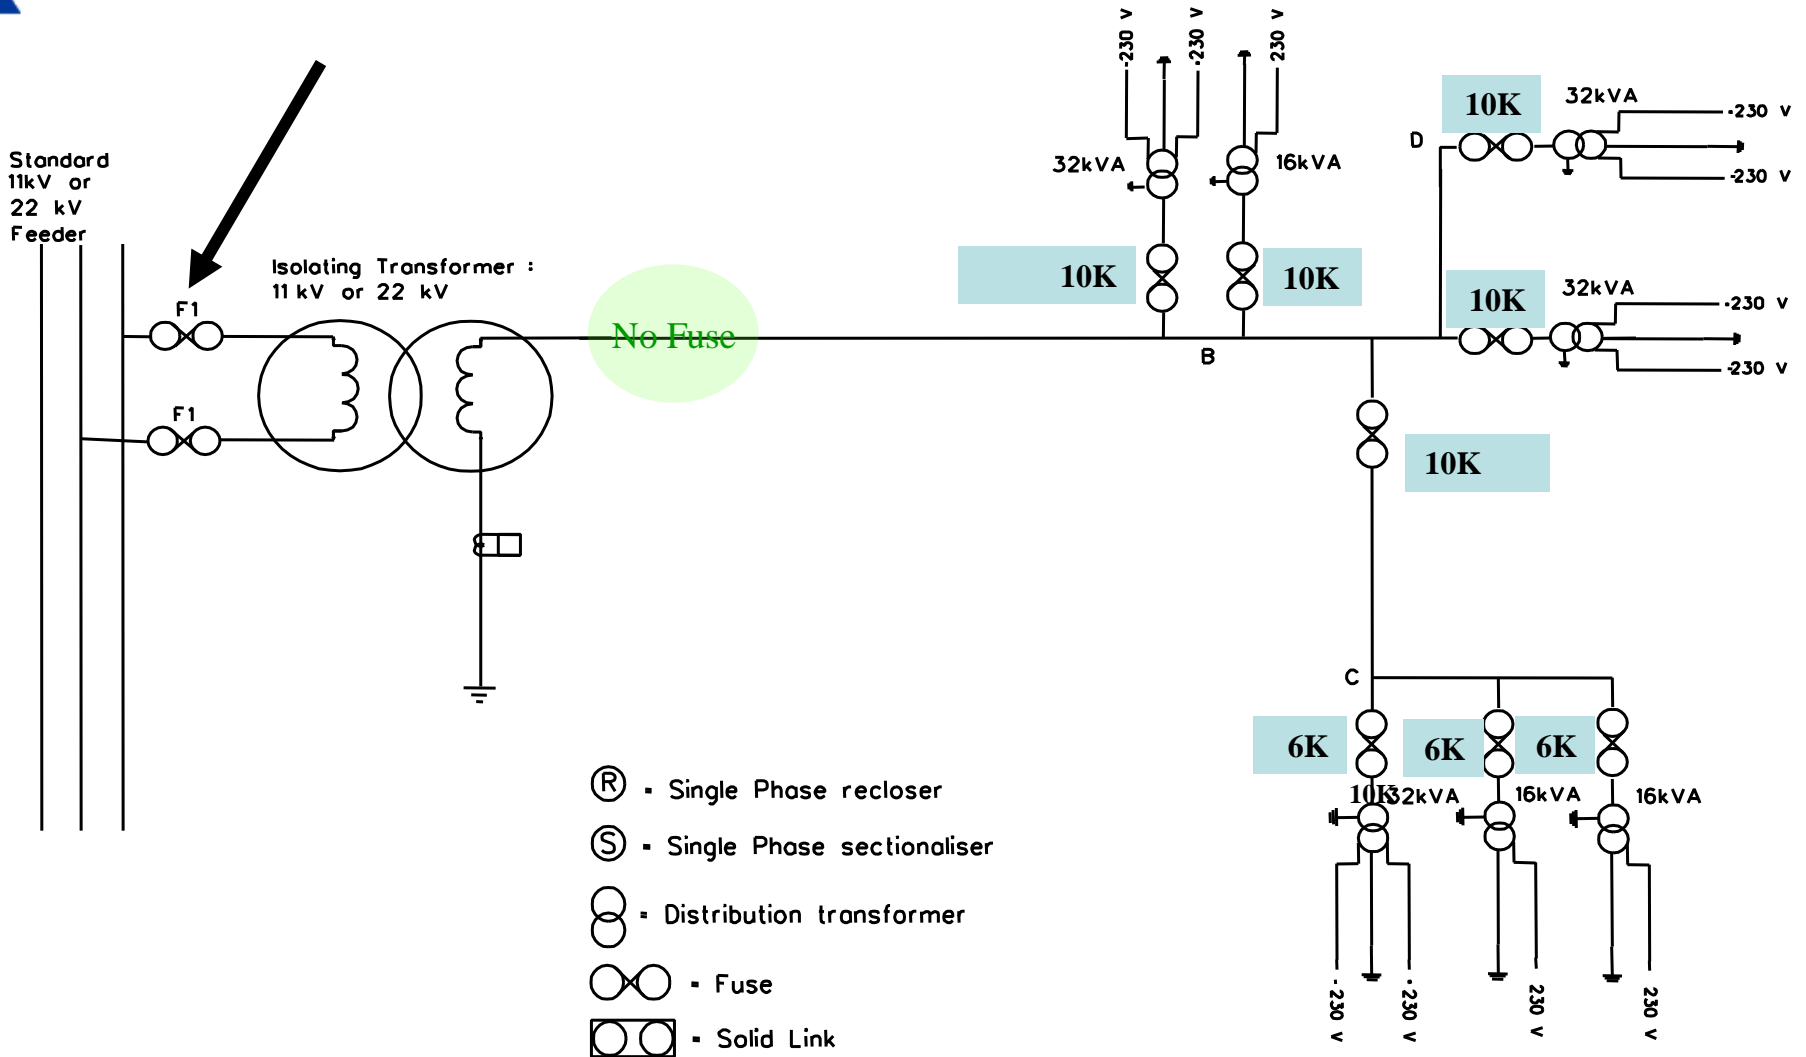 Standard
11kV or
22 kV
Feeder
F1
F1
Isolating Transformer :
11 kV or 22 kV
No Fuse
-230 V
.230 V
230 V
32kVA
16kVA
10K
10K
B
D
10K
32kVA
-230 V
-230 V
10K
32kVA
-230 V
-230 V
10K
C
6K
6K
6K
10K
32kVA
16kVA
16kVA
-230 V
.230 V
230 V
230 V
R - Single Phase recloser
S - Single Phase sectionaliser
= Distribution transformer
- Fuse
- Solid Link